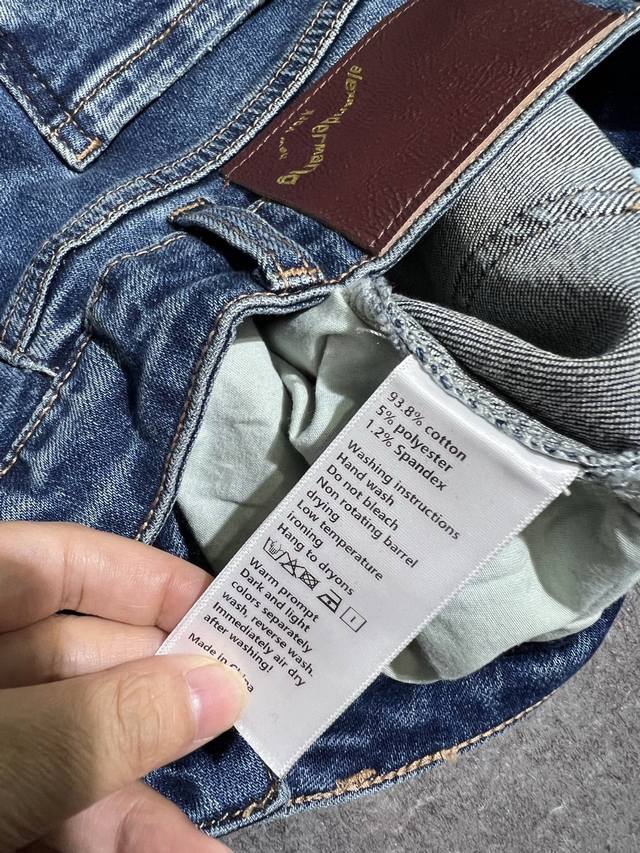 alexandermang
93.8% cotton
5% polyester
1.2% Spandex
Washing instructions
Hand wash
Do not bleach
Non rotating barrel
drying
Low temperature
ironing
Hang to dryons
Warm prompt
Dark and light
colors separately
wash, reverse wash.
Immediately air dry
after washing!
Made in China